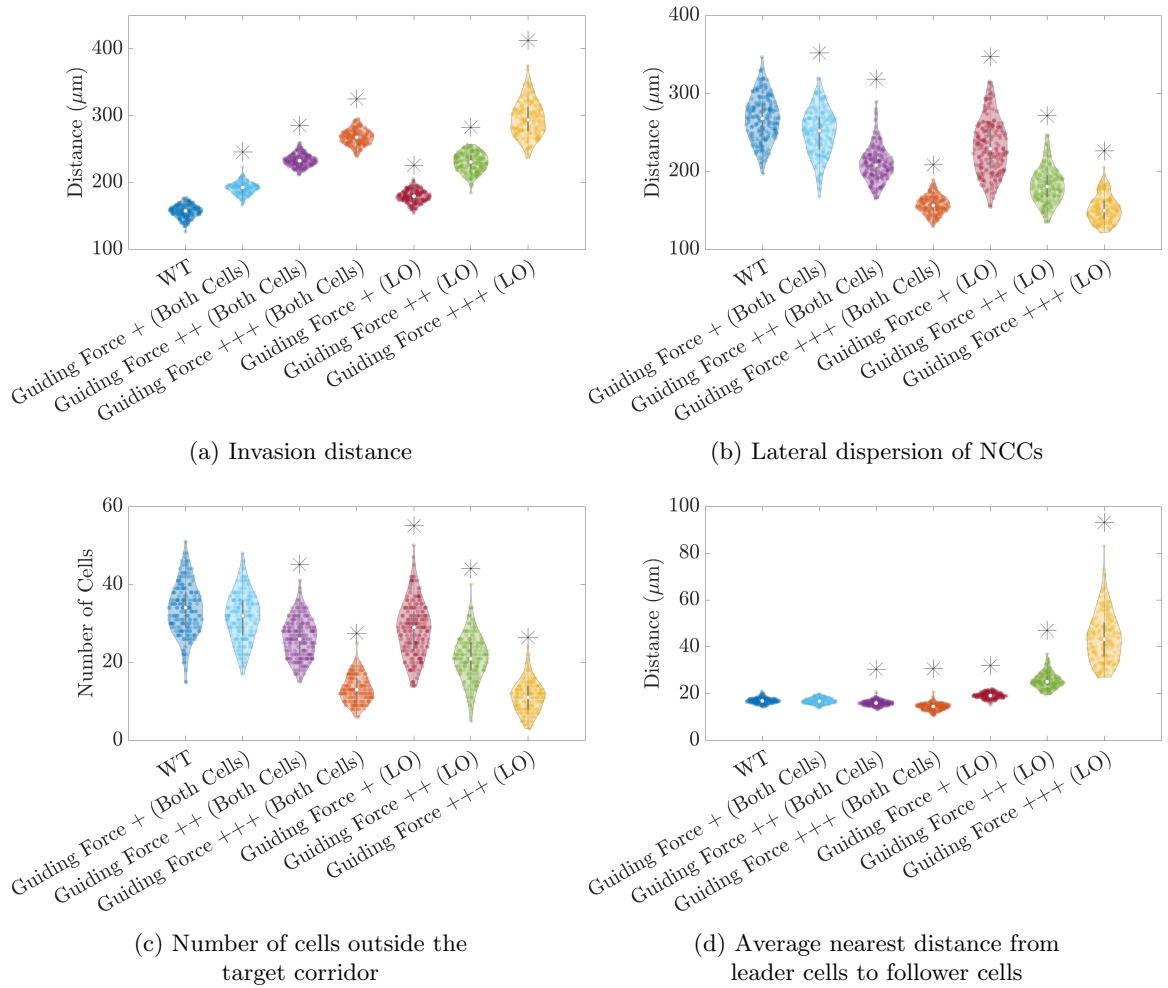 400
300
200
100
Distance (μm)
WT
Guiding Force + (Both Cells)
Guiding Force ++ (Both Cells)
Guiding Force +++ (Both Cells)
Guiding Force + (LO)
Guiding Force ++ (LO)
Guiding Force +++ (LO)
(a) Invasion distance
400
300
200
100
Distance (μm)
WT
Guiding Force + (Both Cells)
Guiding Force ++ (Both Cells)
Guiding Force +++ (Both Cells)
Guiding Force + (LO)
Guiding Force ++ (LO)
Guiding Force +++ (LO)
(b) Lateral dispersion of NCCs
60
40
20
0
Number of Cells
WT
Guiding Force + (Both Cells)
Guiding Force ++ (Both Cells)
Guiding Force +++ (Both Cells)
Guiding Force + (LO)
Guiding Force ++ (LO)
Guiding Force +++ (LO)
(c) Number of cells outside the
target corridor
100
80
60
40
20
0
Distance (μm)
WT
Guiding Force + (Both Cells)
Guiding Force ++ (Both Cells)
Guiding Force +++ (Both Cells)
Guiding Force + (LO)
Guiding Force ++ (LO)
Guiding Force +++ (LO)
(d) Average nearest distance from
leader cells to follower cells